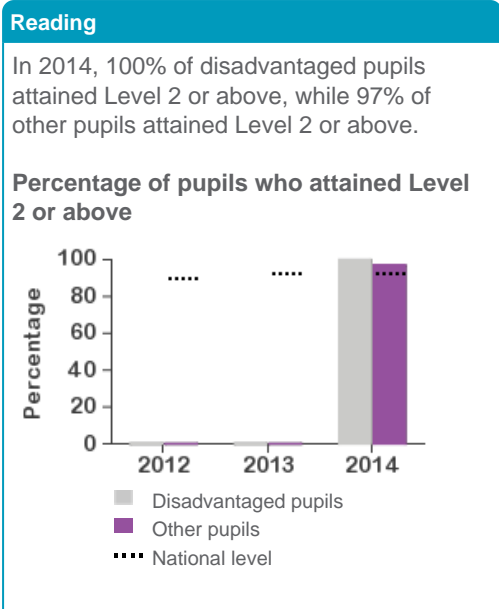 Reading
In 2014, 100% of disadvantaged pupils
attained Level 2 or above, while 97% of
other pupils attained Level 2 or above.
Percentage of pupils who attained Level
2 or above
Percentage
100
80
60
40
20
0
2012 2013 2014
Disadvantaged pupils
Other pupils
National level